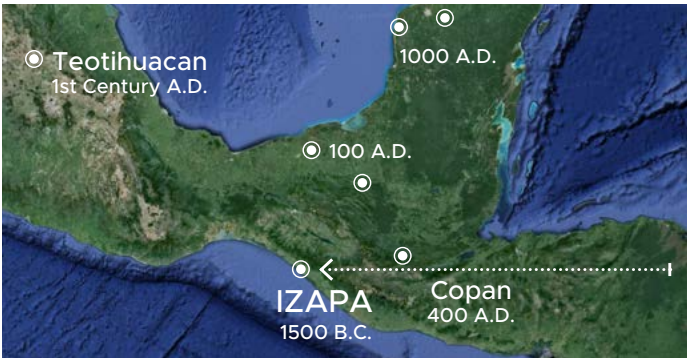 1000 A.D.
Teotihuacan
1st Century A.D.
100 A.D.
IZAPA
1500 B.C.
Copan
400 A.D.